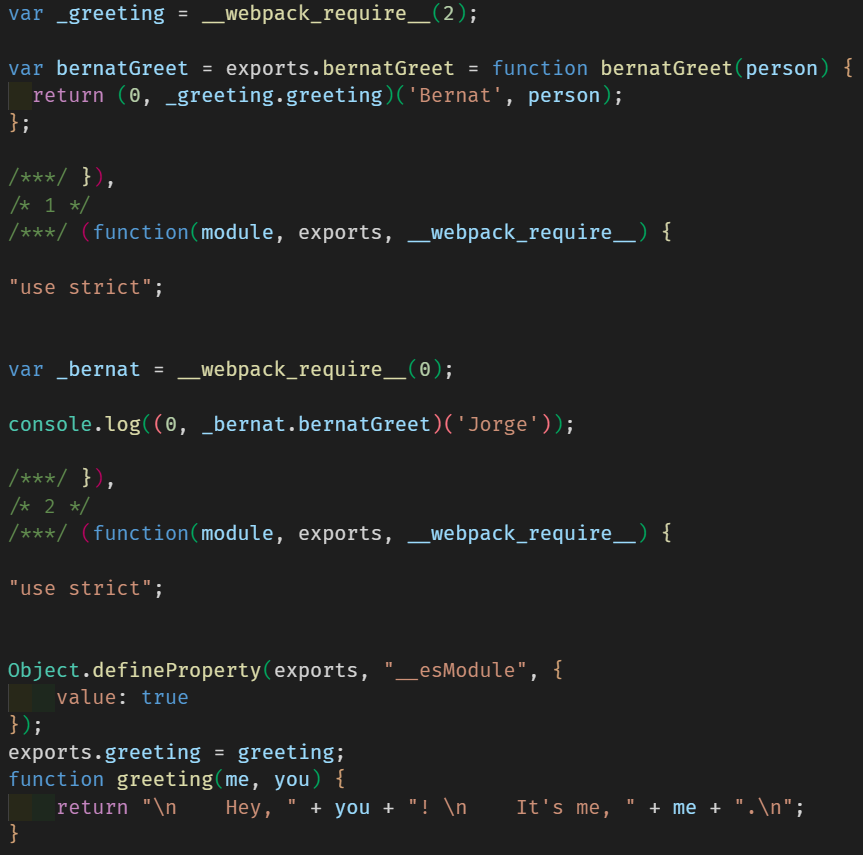 var _greeting = __webpack_require__(2);

var bernatGreet = exports.bernatGreet = function bernatGreet(person) {
  return (0, _greeting.greeting)('Bernat', person);
};

/***/ }),
/* 1 */
/***/ (function(module, exports, __webpack_require__) {

"use strict";


var _bernat = __webpack_require__(0);

console.log((0, _bernat.bernatGreet)('Jorge'));

/***/ }),
/* 2 */
/***/ (function(module, exports, __webpack_require__) {

"use strict";


Object.defineProperty(exports, "__esModule", {
    value: true
});
exports.greeting = greeting;
function greeting(me, you) {
    return "\n    Hey, " + you + "! \n    It's me, " + me + ".\n";
}